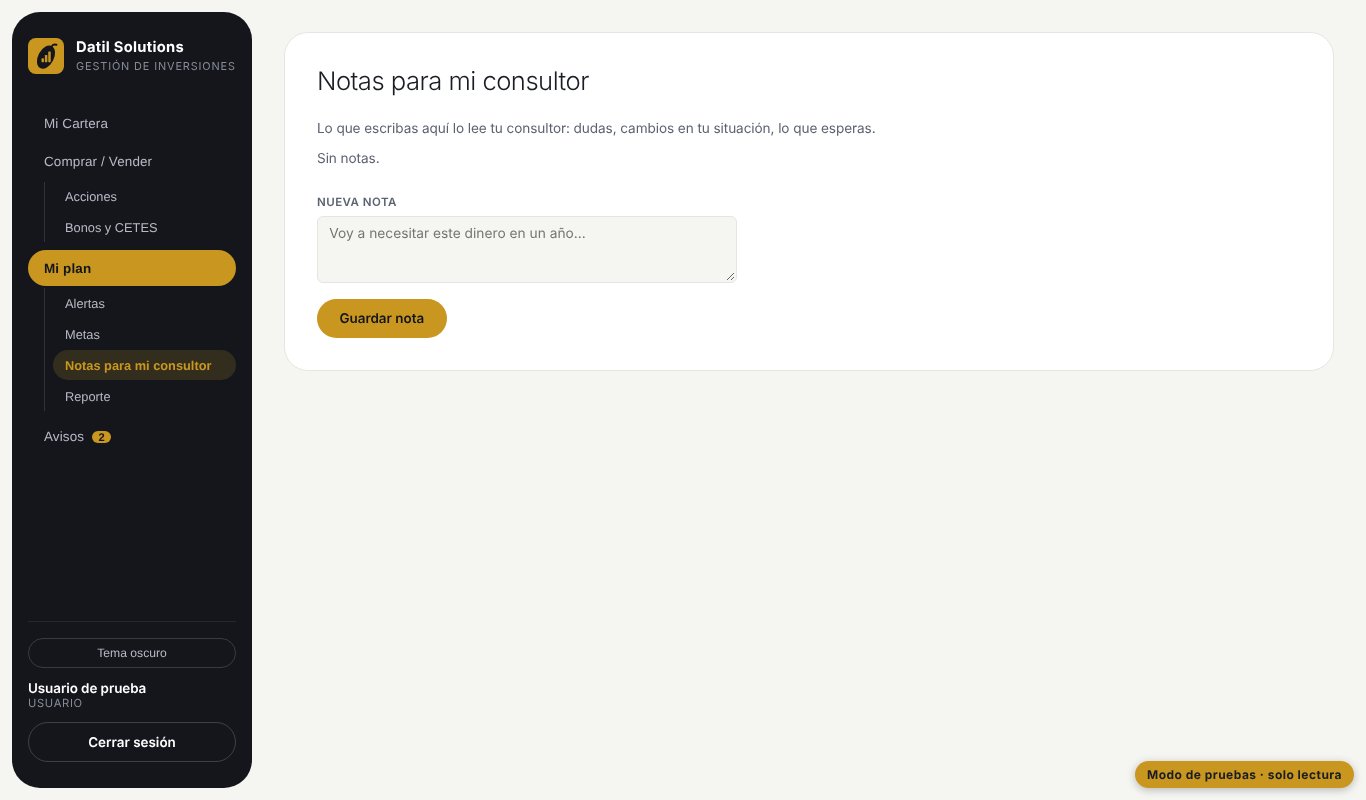 Datil Solutions
GESTIÓN DE INVERSIONES
Mi Cartera
Comprar / Vender
Acciones
Bonos y CETES
Mi plan
Alertas
Metas
Notas para mi consultor
Reporte
Avisos 2
Tema oscuro
Usuario de prueba
USUARIO
Cerrar sesión
Notas para mi consultor
Lo que escribas aquí lo lee tu consultor: dudas, cambios en tu situación, lo que esperas.
Sin notas.
NUEVA NOTA
Voy a necesitar este dinero en un año...
Guardar nota
Modo de pruebas · solo lectura